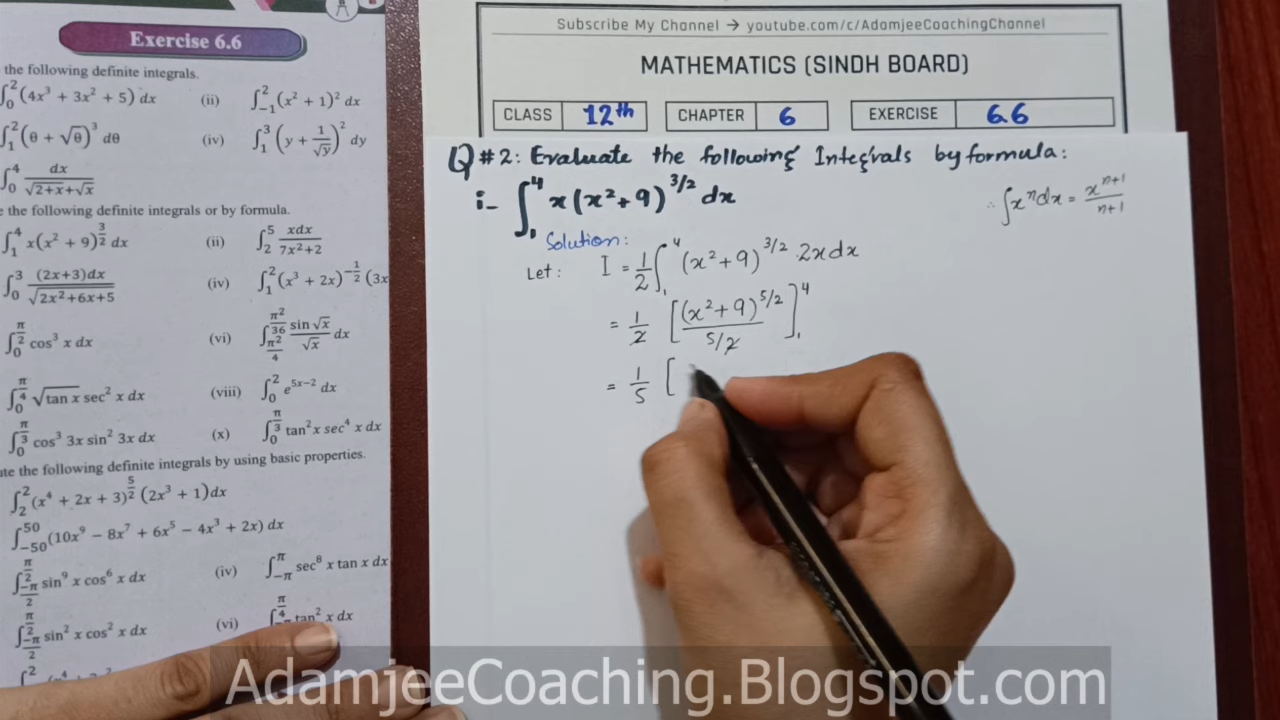 Exercise 6.6
the following definite integrals.
∫₀² (4x³ + 3x² + 5) dx (ii) ∫₋₁² (x² + 1)² dx
∫₁² (θ + √θ)³ dθ (iv) ∫₁³ (y + 1/√y)² dy
∫₀⁴ dx/(√(2+x)+√x)
e the following definite integrals or by formula.
∫₁⁴ x(x² + 9)^(3/2) dx (ii) ∫₂⁵ xdx/(7x²+2)
∫₀³ (2x+3)dx/√(2x²+6x+5) (iv) ∫₁² (x³ + 2x)^(-1/2) (3x
∫₀^(π/2) cos³ x dx (vi) ∫_(π²/4)^(π²/36) sin √x/√x dx
∫₀^(π/4) √(tan x) sec² x dx (viii) ∫₀² e^(5x-2) dx
∫₀^(π/3) cos³ 3x sin² 3x dx (x) ∫₀^(π/3) tan² x sec⁴ x dx
te the following definite integrals by using basic properties.
∫₂² (x⁴ + 2x + 3)^(5/2) (2x³ + 1)dx
∫₋₅₀⁵⁰ (10x⁹ − 8x⁷ + 6x⁵ − 4x³ + 2x) dx
∫_(-π/2)^(π/2) sin⁹ x cos⁶ x dx (iv) ∫_(-π)^π sec⁸ x tan x dx
∫_(-π/2)^(π/2) sin² x cos² x dx (vi) tan² x dx
Subscribe My Channel → youtube.com/c/AdamjeeCoachingChannel
MATHEMATICS (SINDH BOARD)
CLASS 12th CHAPTER 6 EXERCISE 6.6
Q#2: Evaluate the following Integrals by formula:
i- ∫₁⁴ x(x²+9)^(3/2) dx ∴ ∫xⁿdx = x^(n+1)/(n+1)
Solution:
Let: I = 1/2 ∫₁⁴ (x²+9)^(3/2) · 2x dx
= 1/2 [(x²+9)^(5/2)/(5/2)]₁⁴
= 1/5 [
AdamjeeCoaching.Blogspot.com